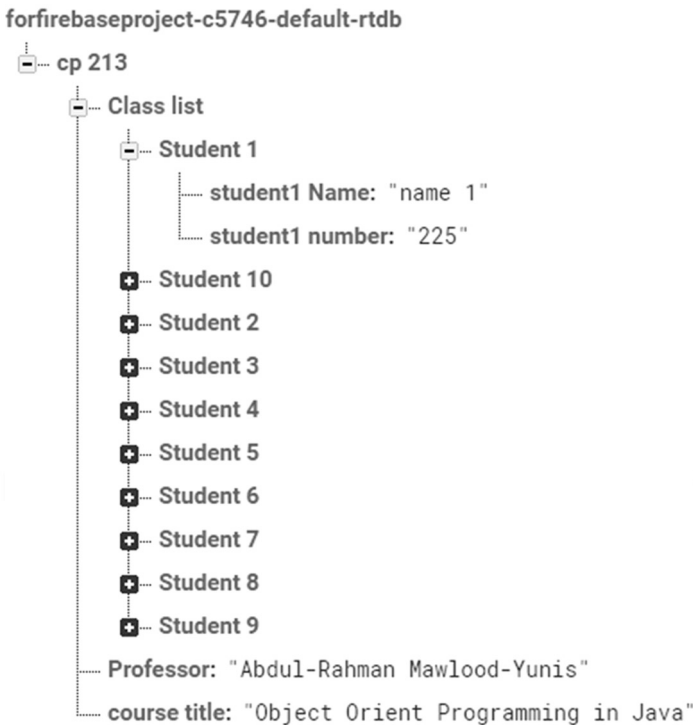 forfirebaseproject-c5746-default-rtdb
cp 213
Class list
Student 1
student1 Name: "name 1"
student1 number: "225"
Student 10
Student 2
Student 3
Student 4
Student 5
Student 6
Student 7
Student 8
Student 9
Professor: "Abdul-Rahman Mawlood-Yunis"
course title: "Object Orient Programming in Java"